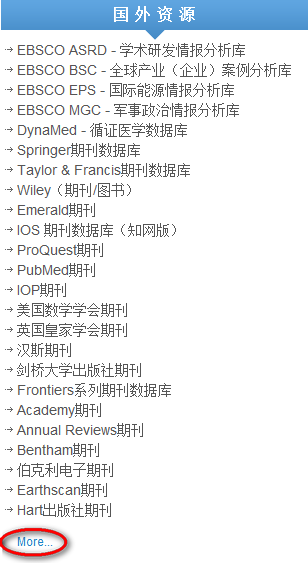 国外资源
EBSCO ASRD - 学术研发情报分析库
EBSCO BSC - 全球产业（企业）案例分析库
EBSCO EPS - 国际能源情报分析库
EBSCO MGC - 军事政治情报分析库
DynaMed - 循证医学数据库
Springer期刊数据库
Taylor & Francis期刊数据库
Wiley（期刊/图书）
Emerald期刊
IOS 期刊数据库（知网版）
ProQuest期刊
PubMed期刊
IOP期刊
美国数学学会期刊
英国皇家学会期刊
汉斯期刊
剑桥大学出版社期刊
Frontiers系列期刊数据库
Academy期刊
Annual Reviews期刊
Bentham期刊
伯克利电子期刊
Earthscan期刊
Hart出版社期刊
More...